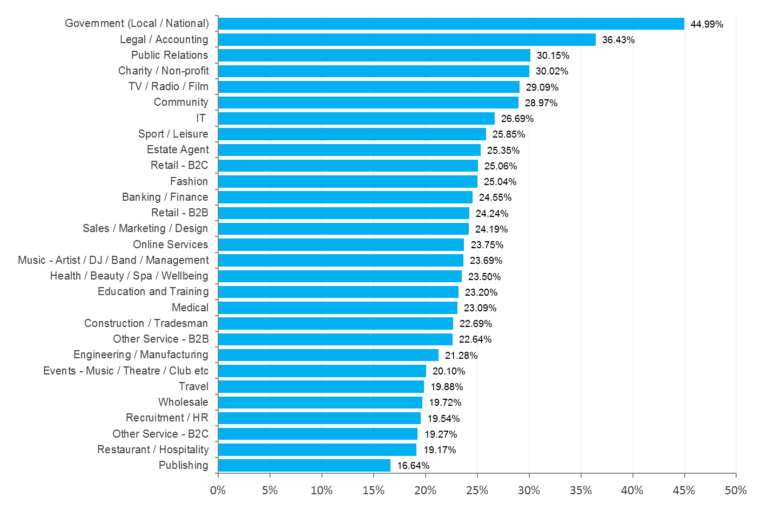 Government (Local / National) 44.99%
Legal / Accounting 36.43%
Public Relations 30.15%
Charity / Non-profit 30.02%
TV / Radio / Film 29.09%
Community 28.97%
IT 26.69%
Sport / Leisure 25.85%
Estate Agent 25.35%
Retail - B2C 25.06%
Fashion 25.04%
Banking / Finance 24.55%
Retail - B2B 24.24%
Sales / Marketing / Design 24.19%
Online Services 23.75%
Music - Artist / DJ / Band / Management 23.69%
Health / Beauty / Spa / Wellbeing 23.50%
Education and Training 23.20%
Medical 23.09%
Construction / Tradesman 22.69%
Other Service - B2B 22.64%
Engineering / Manufacturing 21.28%
Events - Music / Theatre / Club etc 20.10%
Travel 19.88%
Wholesale 19.72%
Recruitment / HR 19.54%
Other Service - B2C 19.27%
Restaurant / Hospitality 19.17%
Publishing 16.64%
0% 5% 10% 15% 20% 25% 30% 35% 40% 45% 50%